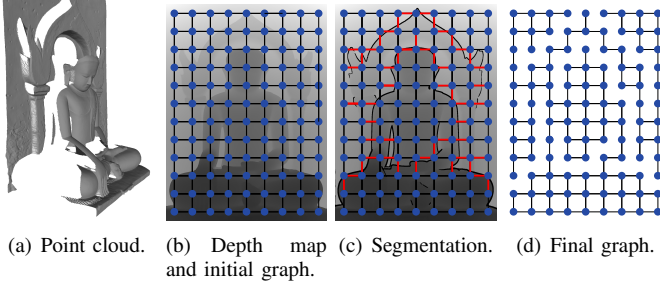 (a) Point cloud.
(b) Depth map
and initial graph.
(c) Segmentation.
(d) Final graph.